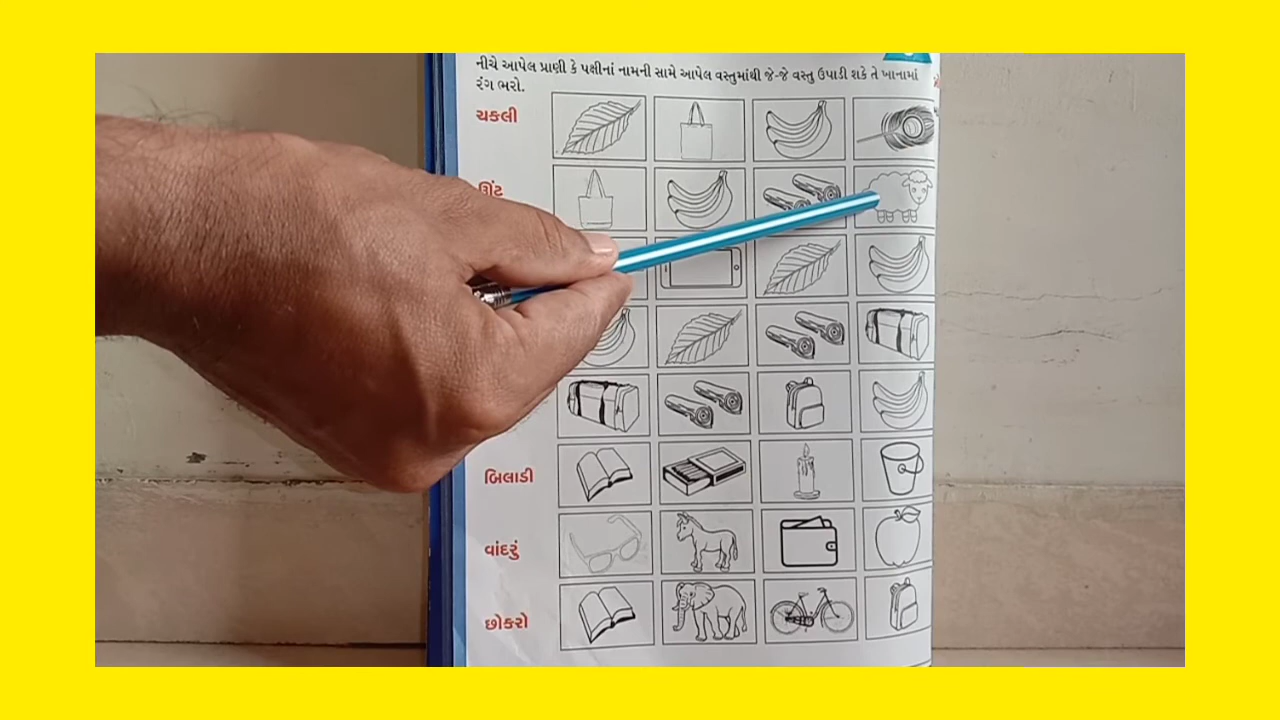 નીચે આપેલ પ્રાણી કે પક્ષીનાં નામની સામે આપેલ વસ્તુમાંથી જે-જે વસ્તુ ઉપાડી શકે તે ખાનામાં
રંગ ભરો.
ચકલી
ઊંટ
બિલાડી
વાંદરું
છોકરો